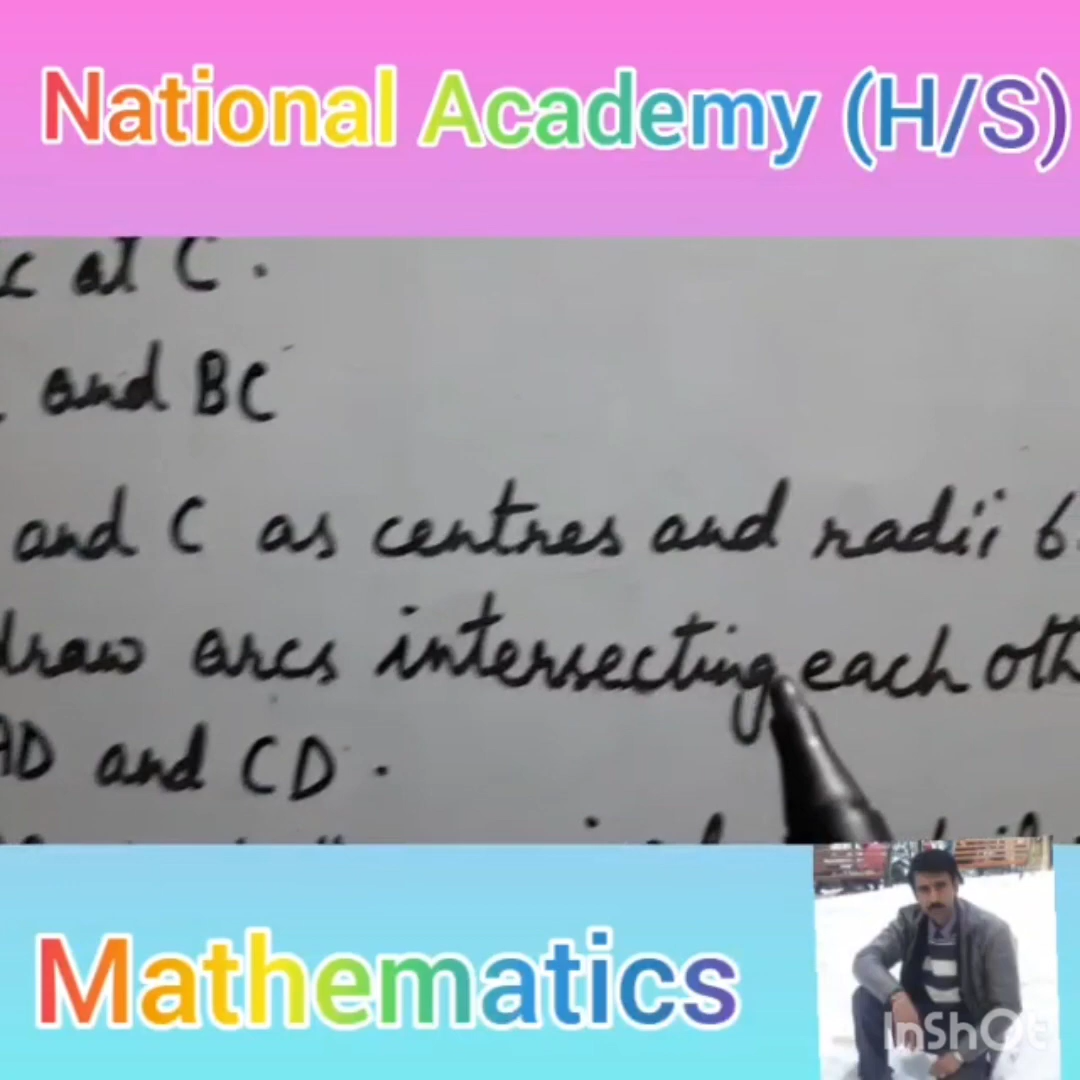 National Academy (H/S)
at C.
and BC
and C as centres and radii 6
draw arcs intersecting each oth
AD and CD.
Mathematics
InShOt